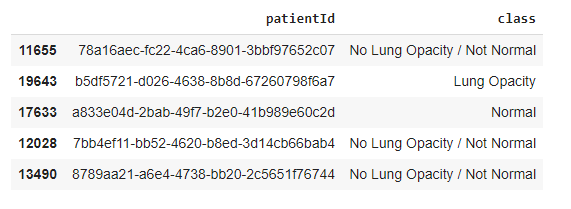 patientId class
11655 78a16aec-fc22-4ca6-8901-3bbf97652c07 No Lung Opacity / Not Normal
19643 b5df5721-d026-4638-8b8d-67260798f6a7 Lung Opacity
17633 a833e04d-2bab-49f7-b2e0-41b989e60c2d Normal
12028 7bb4ef11-bb52-4620-b8ed-3d14cb66bab4 No Lung Opacity / Not Normal
13490 8789aa21-a6e4-4738-bb20-2c5651f76744 No Lung Opacity / Not Normal